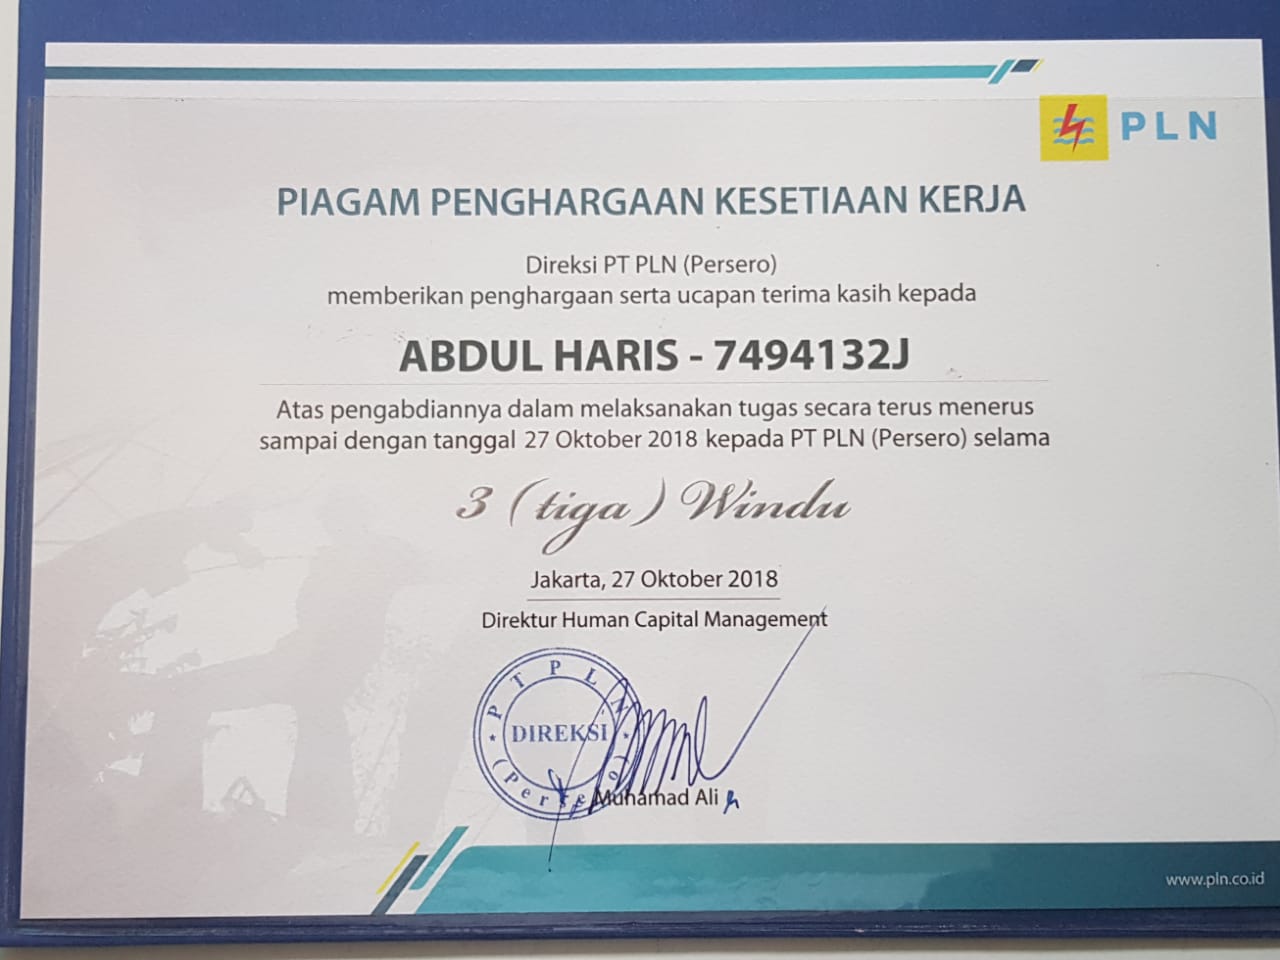 PLN
PIAGAM PENGHARGAAN KESETIAAN KERJA
Direksi PT PLN (Persero)
memberikan penghargaan serta ucapan terima kasih kepada
ABDUL HARIS - 7494132J
Atas pengabdiannya dalam melaksanakan tugas secara terus menerus
sampai dengan tanggal 27 Oktober 2018 kepada PT PLN (Persero) selama
3 (tiga) Windu
Jakarta, 27 Oktober 2018
Direktur Human Capital Management
PT PLN
DIREKSI
(Persero)
Muhamad Ali
www.pln.co.id